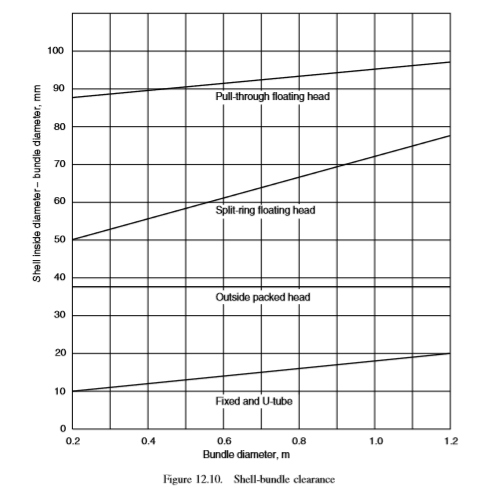 Shell inside diameter – bundle diameter, mm
100
90
Pull-through floating head
80
70
60
Split-ring floating head
50
40
Outside packed head
30
20
10
Fixed and U-tube
0
0.2 0.4 0.6 0.8 1.0 1.2
Bundle diameter, m
Figure 12.10. Shell-bundle clearance